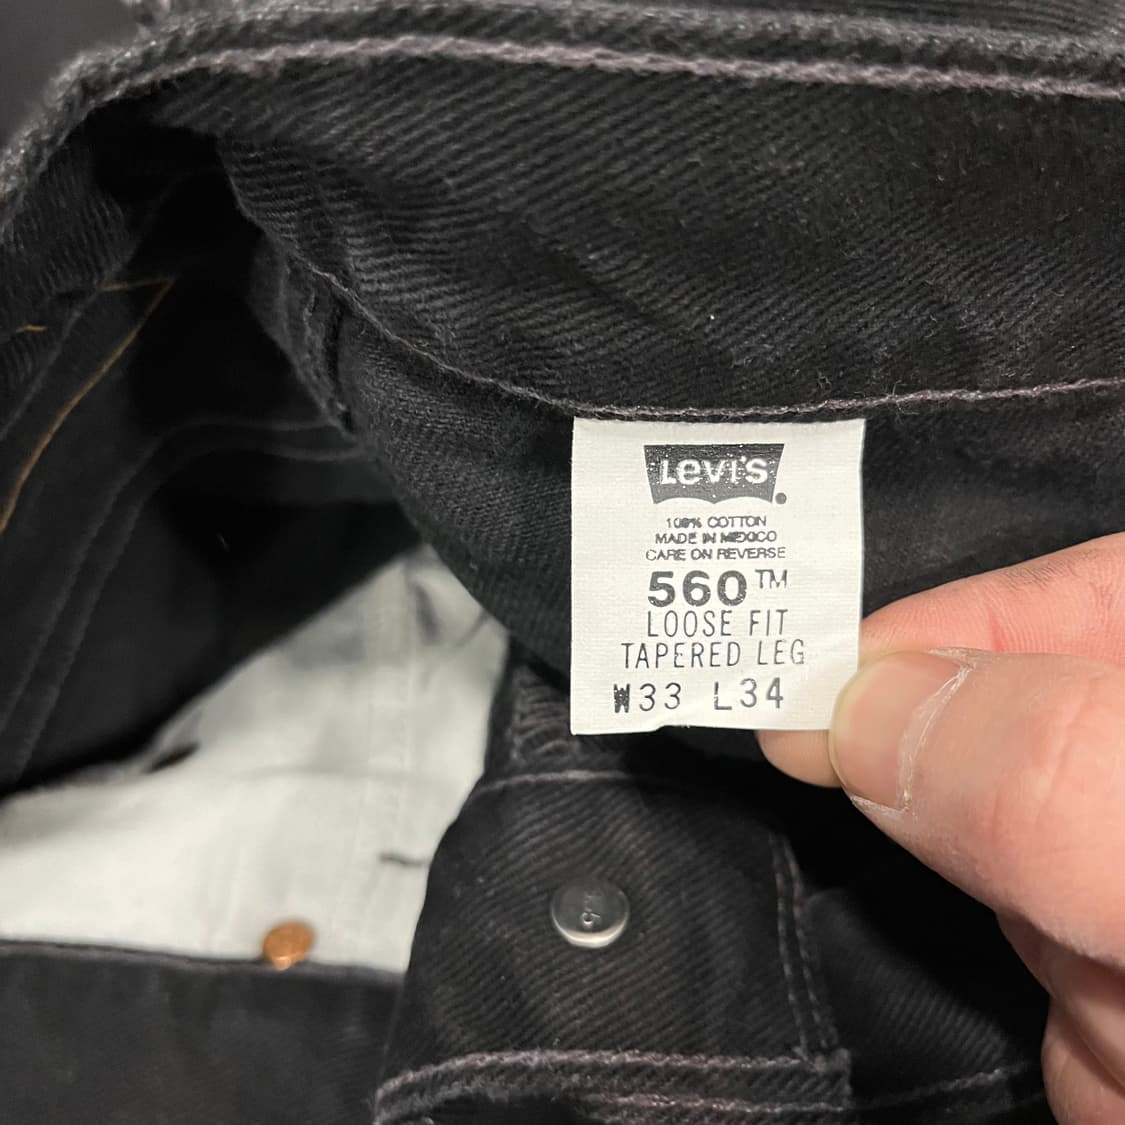 Levi's
100% COTTON
MADE IN MEXICO
CARE ON REVERSE
560™
LOOSE FIT
TAPERED LEG
W33 L34